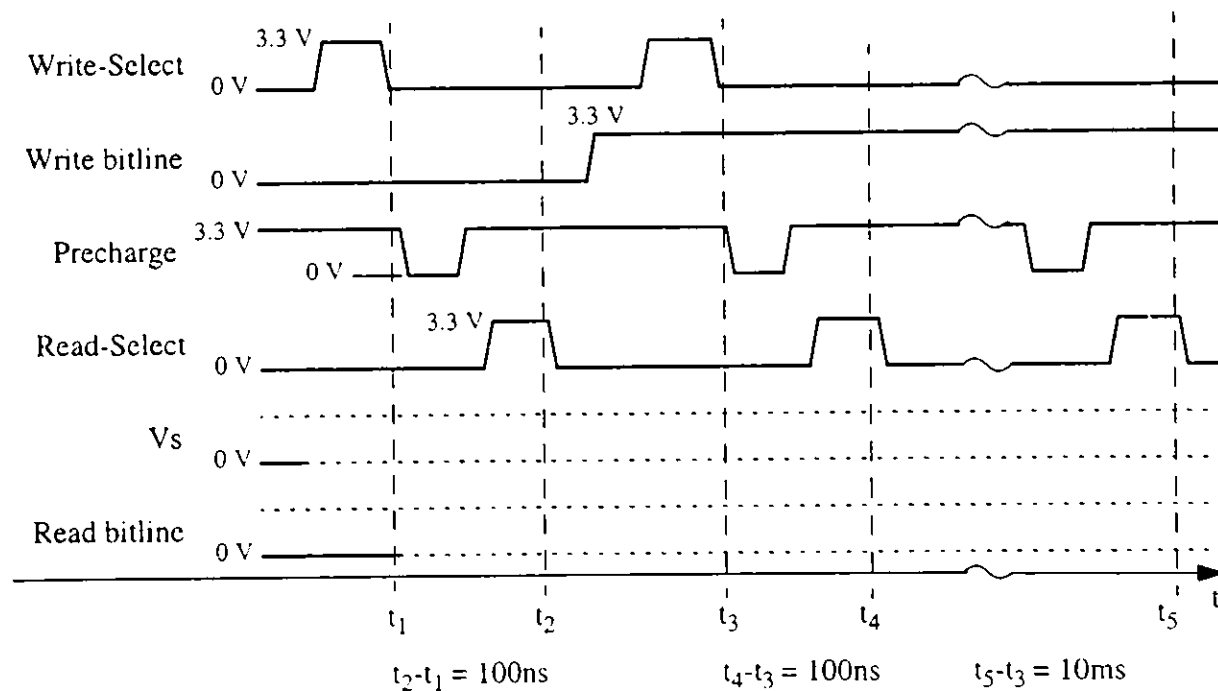 3.3 V
Write-Select
0 V
3.3 V
Write bitline
0 V
3.3 V
Precharge
0 V
3.3 V
Read-Select
0 V
Vs
0 V
Read bitline
0 V
t1 t2 t3 t4 t5 t
t2-t1 = 100ns t4-t3 = 100ns t5-t3 = 10ms